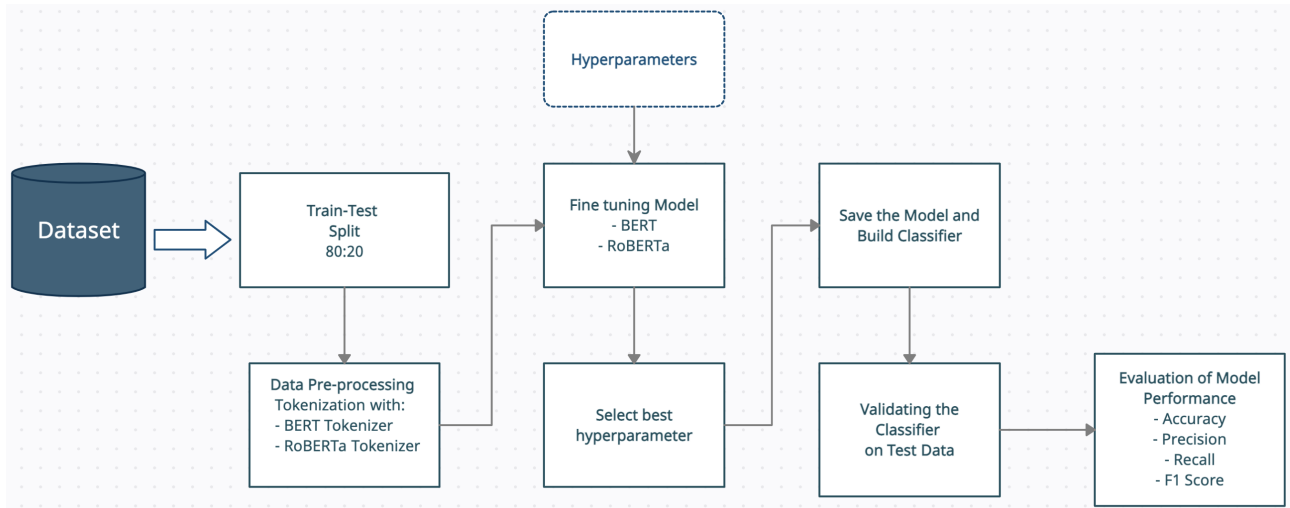 Hyperparameters
Dataset
Train-Test
Split
80:20
Data Pre-processing
Tokenization with:
- BERT Tokenizer
- RoBERTa Tokenizer
Fine tuning Model
- BERT
- RoBERTa
Select best
hyperparameter
Save the Model and
Build Classifier
Validating the
Classifier
on Test Data
Evaluation of Model
Performance
- Accuracy
- Precision
- Recall
- F1 Score